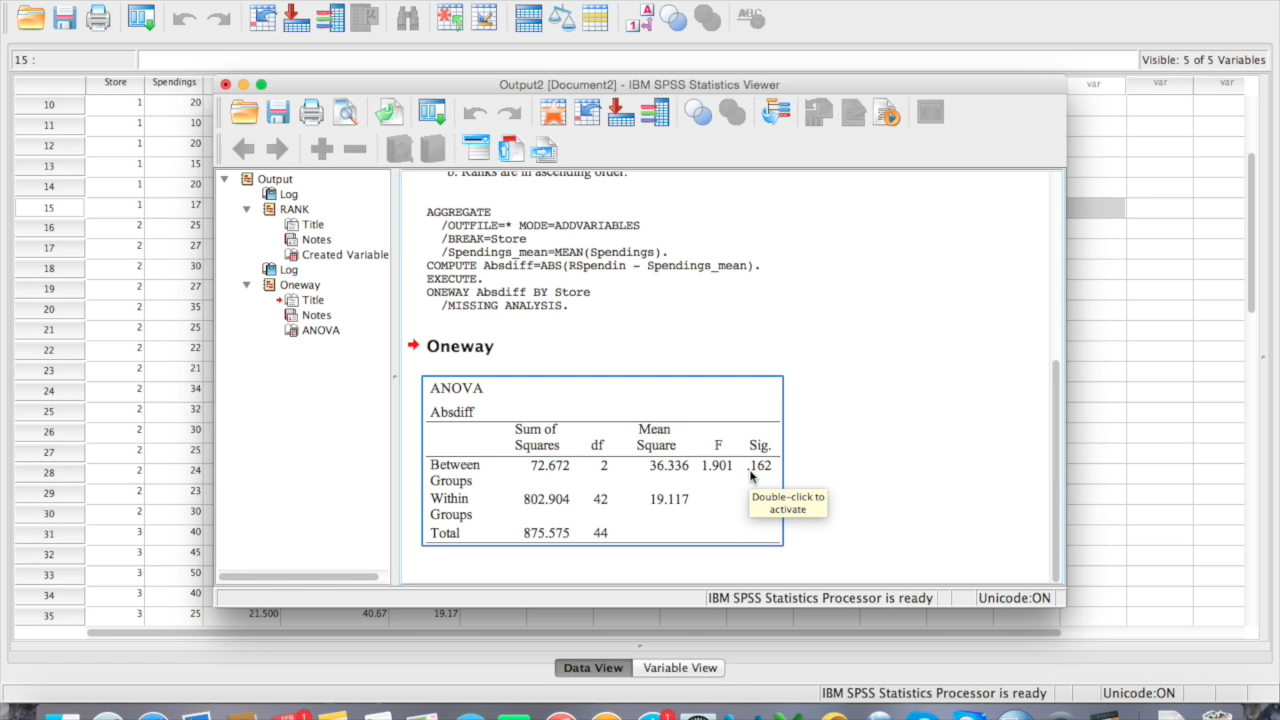 15 :
Visible: 5 of 5 Variables
Store Spendings var var var
Output2 [Document2] - IBM SPSS Statistics Viewer
10 1 20
11 1 10
12 1 20
13 1 15
14 1 20
15 1 17
16 2 25
17 2 27
18 2 30
19 2 27
20 2 35
21 2 25
22 2 21
23 2 34
24 2 32
25 2 30
26 2 25
27 2 24
28 2 23
29 2 30
30 3 40
31 3 45
32 3 50
33 3 40
34 3 25
35 21.500 40.67 19.17
Output
Log
RANK
Title
Notes
Created Variable
Log
Oneway
Title
Notes
ANOVA
b. Ranks are in ascending order.
AGGREGATE
/OUTFILE=* MODE=ADDVARIABLES
/BREAK=Store
/Spendings_mean=MEAN(Spendings).
COMPUTE Absdiff=ABS(RSpendin - Spendings_mean).
EXECUTE.
ONEWAY Absdiff BY Store
/MISSING ANALYSIS.
Oneway
ANOVA
Absdiff
Sum of Squares df Mean Square F Sig.
Between Groups 72.672 2 36.336 1.901 .162
Within Groups 802.904 42 19.117
Total 875.575 44
Double-click to
activate
IBM SPSS Statistics Processor is ready Unicode:ON
Data View Variable View
IBM SPSS Statistics Processor is ready Unicode:ON